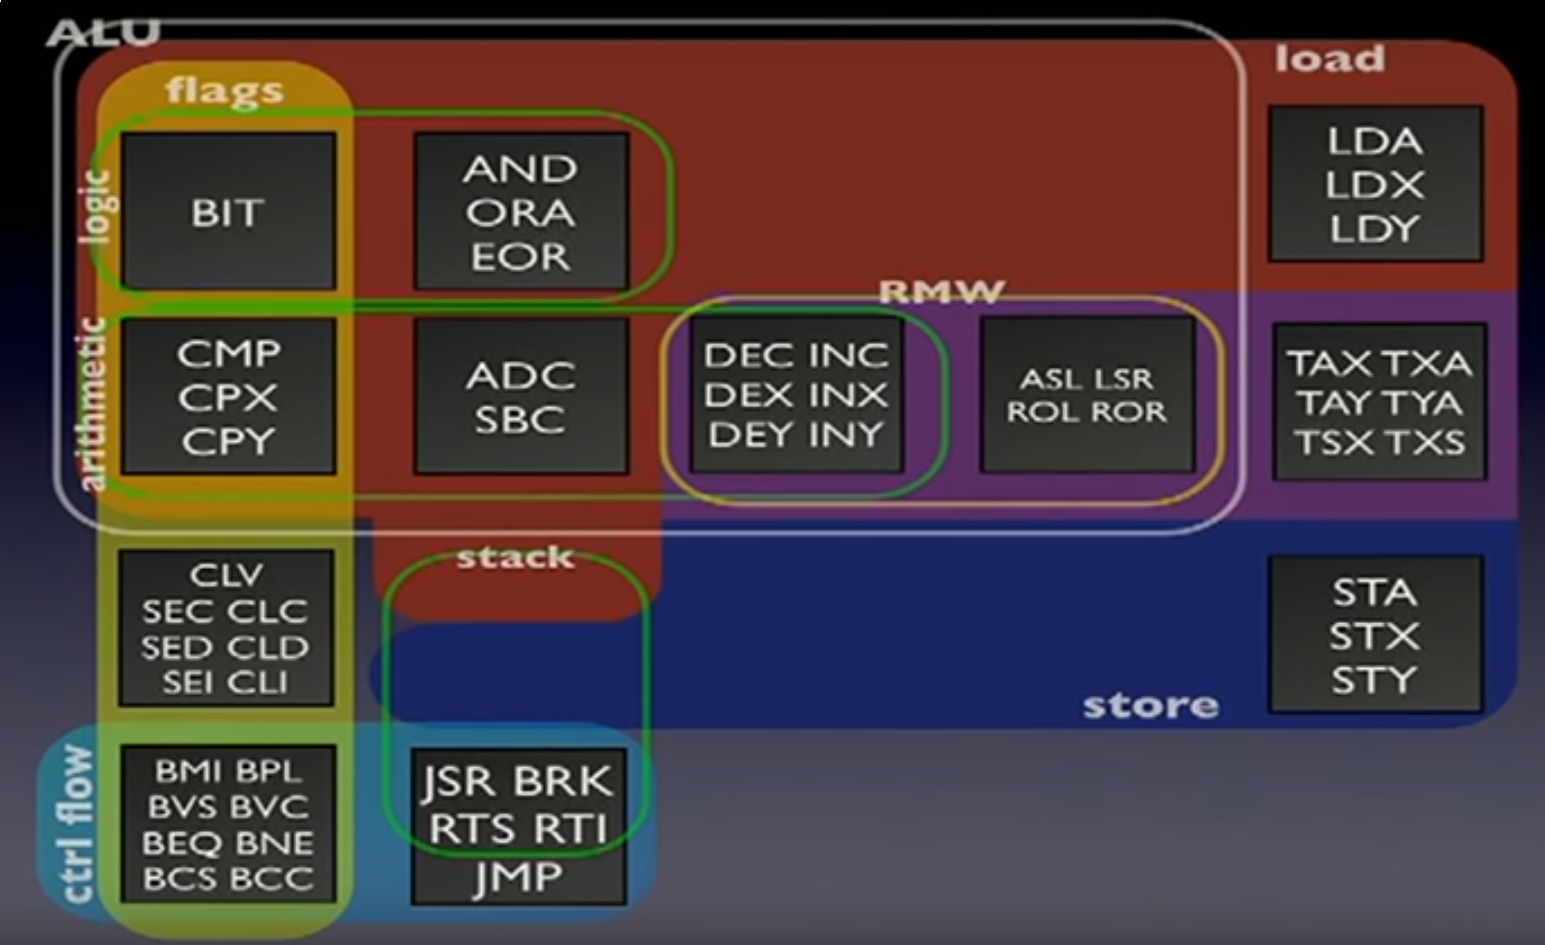 ALU
load
flags
logic
BIT
AND
ORA
EOR
LDA
LDX
LDY
RMW
arithmetic
CMP
CPX
CPY
ADC
SBC
DEC INC
DEX INX
DEY INY
ASL LSR
ROL ROR
TAX TXA
TAY TYA
TSX TXS
stack
CLV
SEC CLC
SED CLD
SEI CLI
STA
STX
STY
store
ctrl flow
BMI BPL
BVS BVC
BEQ BNE
BCS BCC
JSR BRK
RTS RTI
JMP